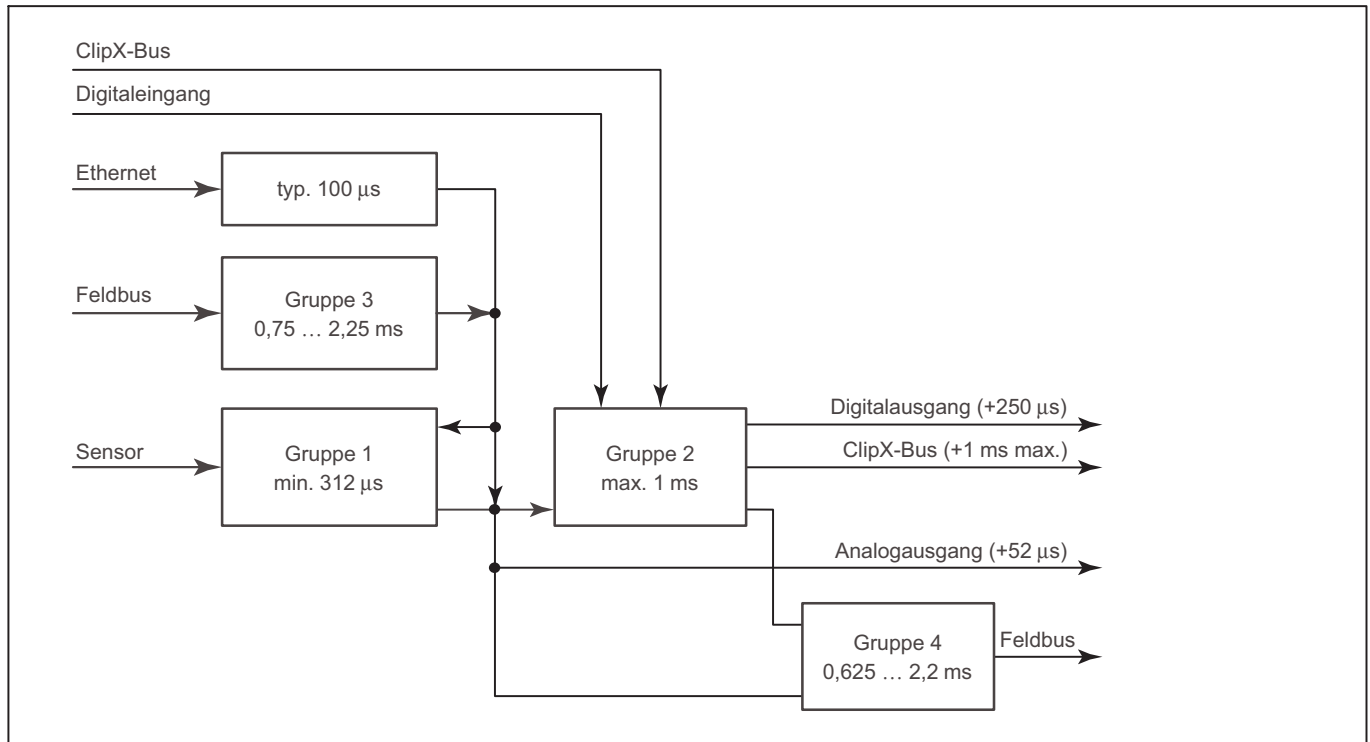 ClipX-Bus
Digitaleingang
Ethernet
typ. 100 µs
Feldbus
Gruppe 3
0,75 … 2,25 ms
Sensor
Gruppe 1
min. 312 µs
Gruppe 2
max. 1 ms
Digitalausgang (+250 µs)
ClipX-Bus (+1 ms max.)
Analogausgang (+52 µs)
Gruppe 4
0,625 … 2,2 ms
Feldbus